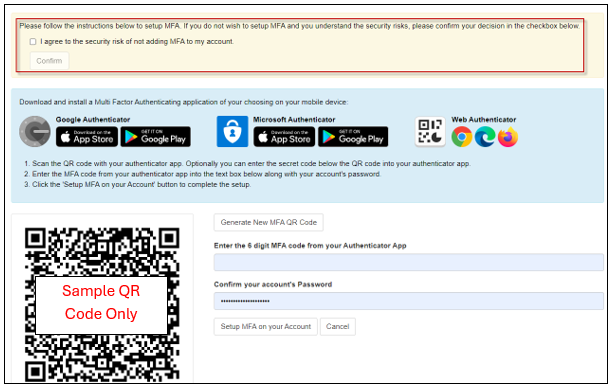 Please follow the instructions below to setup MFA. If you do not wish to setup MFA and you understand the security risks, please confirm your decision in the checkbox below.
I agree to the security risk of not adding MFA to my account.
Confirm
Download and install a Multi Factor Authenticating application of your choosing on your mobile device:
Google Authenticator
Download on the App Store
GET IT ON Google Play
Microsoft Authenticator
Download on the App Store
GET IT ON Google Play
Web Authenticator
1. Scan the QR code with your authenticator app. Optionally you can enter the secret code below the QR code into your authenticator app.
2. Enter the MFA code from your authenticator app into the text box below along with your account's password.
3. Click the 'Setup MFA on your Account' button to complete the setup.
Sample QR
Code Only
Generate New MFA QR Code
Enter the 6 digit MFA code from your Authenticator App
Confirm your account's Password
Setup MFA on your Account
Cancel